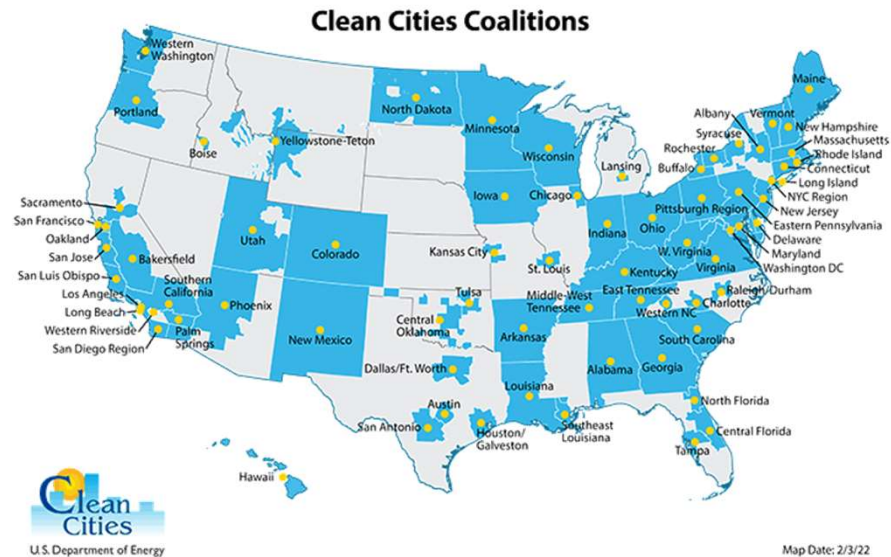 Clean Cities Coalitions
Western
Washington
Portland
Boise
Yellowstone-Teton
North Dakota
Minnesota
Wisconsin
Iowa
Chicago
Lansing
Maine
Albany
Vermont
New Hampshire
Syracuse
Massachusetts
Rochester
Rhode Island
Buffalo
Connecticut
Long Island
NYC Region
New Jersey
Pittsburgh Region
Eastern Pennsylvania
Delaware
Maryland
Washington DC
Indiana
Ohio
W. Virginia
Virginia
Kentucky
Sacramento
San Francisco
Oakland
San Jose
Bakersfield
San Luis Obispo
Southern
California
Los Angeles
Long Beach
Western Riverside
San Diego Region
Palm
Springs
Utah
Colorado
Phoenix
New Mexico
Kansas City
St. Louis
Tulsa
Central
Oklahoma
Middle-West
Tennessee
East Tennessee
Western NC
Raleigh-Durham
Charlotte
Arkansas
South Carolina
Dallas/Ft. Worth
Alabama
Georgia
Louisiana
Austin
San Antonio
Houston/
Galveston
Southeast
Louisiana
North Florida
Central Florida
Tampa
Hawaii
Clean
Cities
U.S. Department of Energy
Map Date: 2/3/22